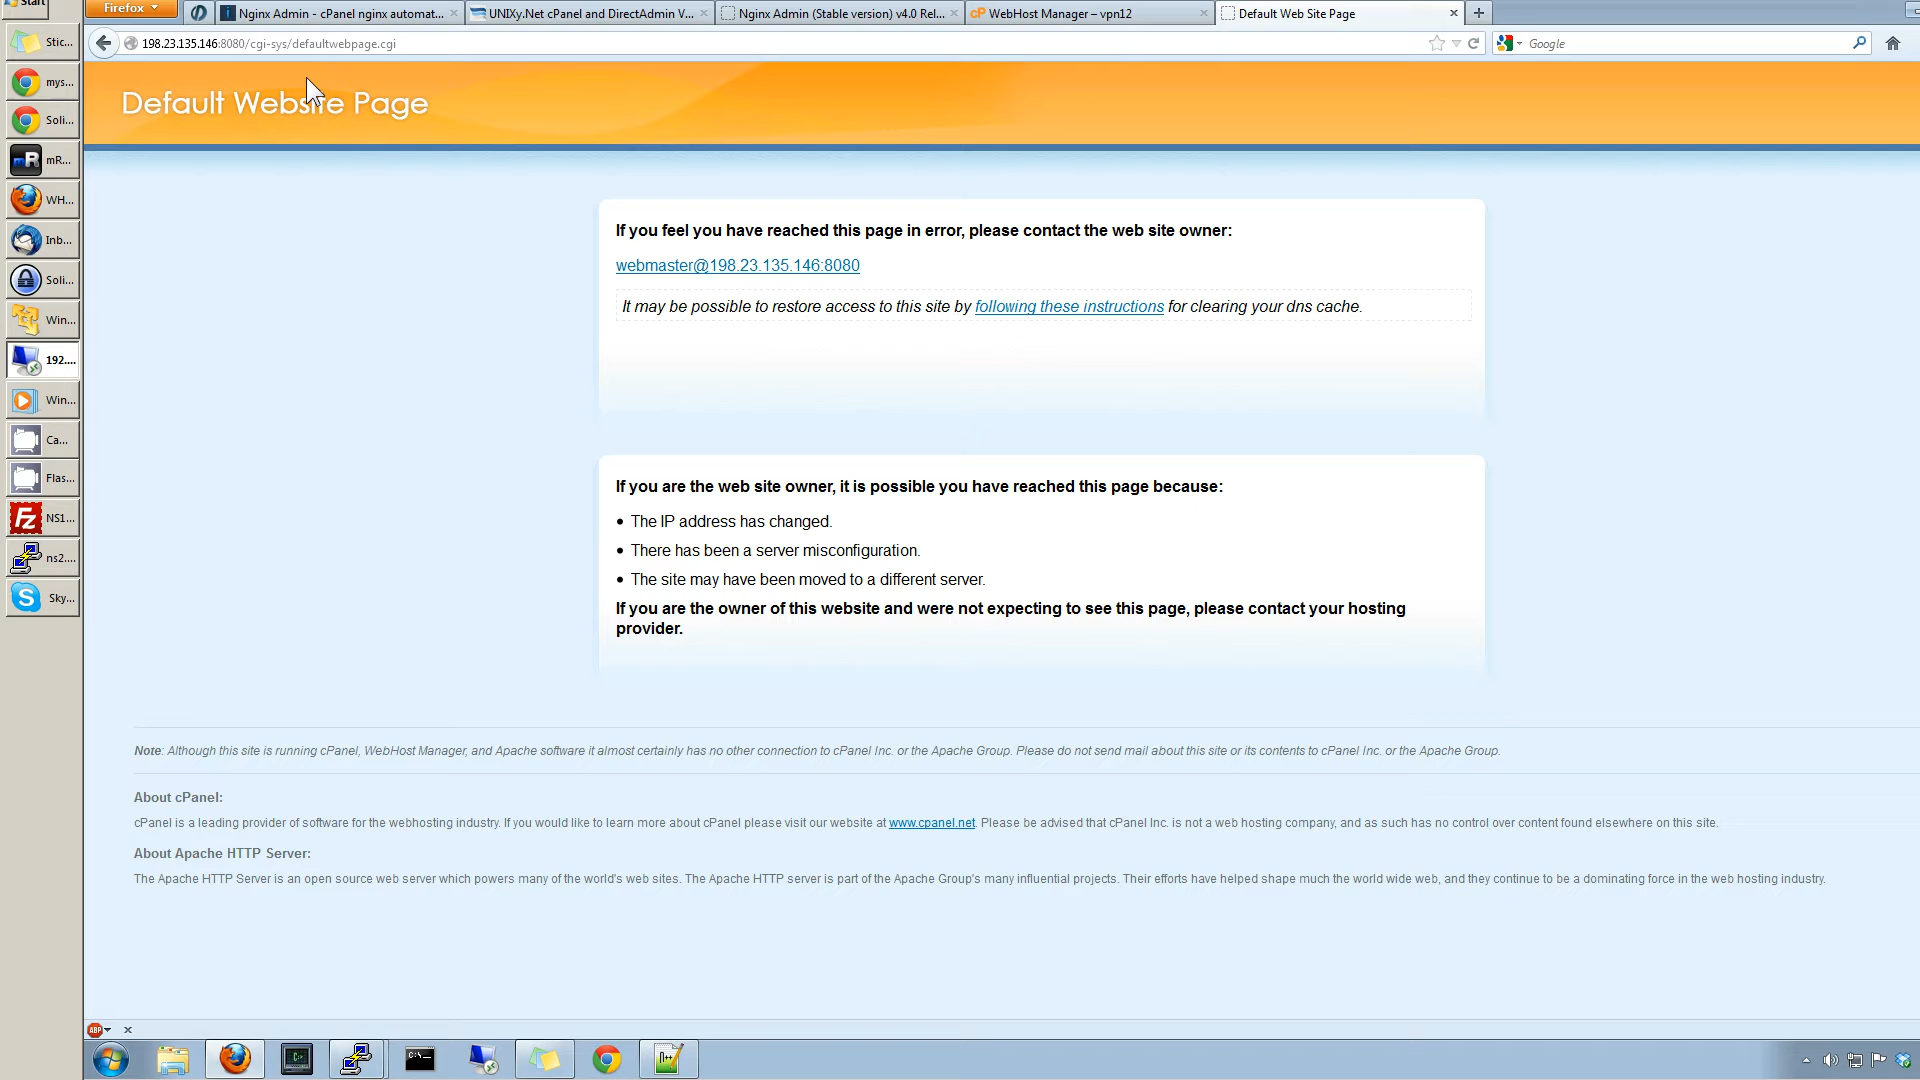 Start
Firefox
Nginx Admin - cPanel nginx automat...
UNIXy.Net cPanel and DirectAdmin V...
Nginx Admin (Stable version) v4.0 Rel...
WebHost Manager – vpn12
Default Web Site Page
198.23.135.146:8080/cgi-sys/defaultwebpage.cgi
Google
Stic...
mys...
Soli...
mR...
WH...
Inb...
Soli...
Win...
192....
Win...
Ca...
Flas...
NS1...
ns2....
Sky...
Default Website Page
If you feel you have reached this page in error, please contact the web site owner:
webmaster@198.23.135.146:8080
It may be possible to restore access to this site by following these instructions for clearing your dns cache.
If you are the web site owner, it is possible you have reached this page because:
• The IP address has changed.
• There has been a server misconfiguration.
• The site may have been moved to a different server.
If you are the owner of this website and were not expecting to see this page, please contact your hosting
provider.
Note: Although this site is running cPanel, WebHost Manager, and Apache software it almost certainly has no other connection to cPanel Inc. or the Apache Group. Please do not send mail about this site or its contents to cPanel Inc. or the Apache Group.
About cPanel:
cPanel is a leading provider of software for the webhosting industry. If you would like to learn more about cPanel please visit our website at www.cpanel.net. Please be advised that cPanel Inc. is not a web hosting company, and as such has no control over content found elsewhere on this site.
About Apache HTTP Server:
The Apache HTTP Server is an open source web server which powers many of the world's web sites. The Apache HTTP server is part of the Apache Group's many influential projects. Their efforts have helped shape much the world wide web, and they continue to be a dominating force in the web hosting industry.
ABP